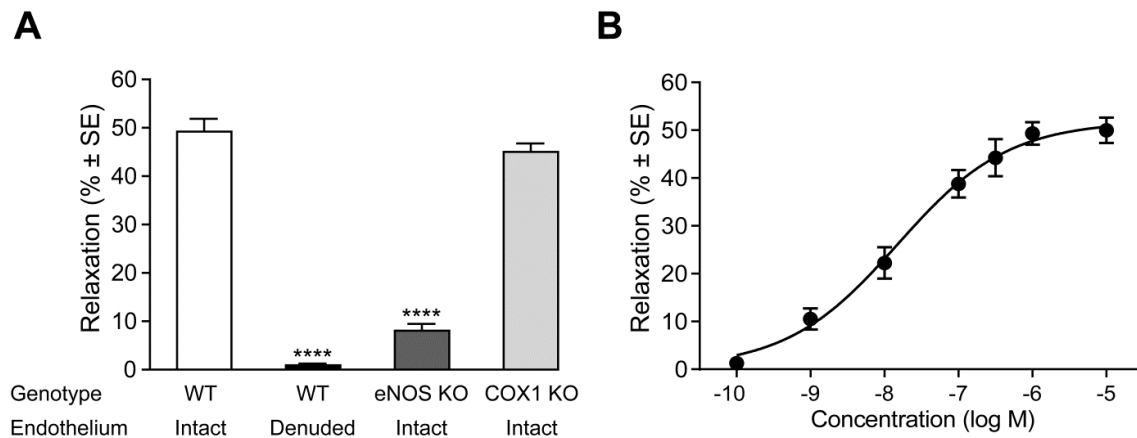 A
Relaxation (% ± SE)
60
50
40
30
20
10
0
****
****
Genotype WT WT eNOS KO COX1 KO
Endothelium Intact Denuded Intact Intact
B
Relaxation (% ± SE)
60
50
40
30
20
10
0
-10 -9 -8 -7 -6 -5
Concentration (log M)